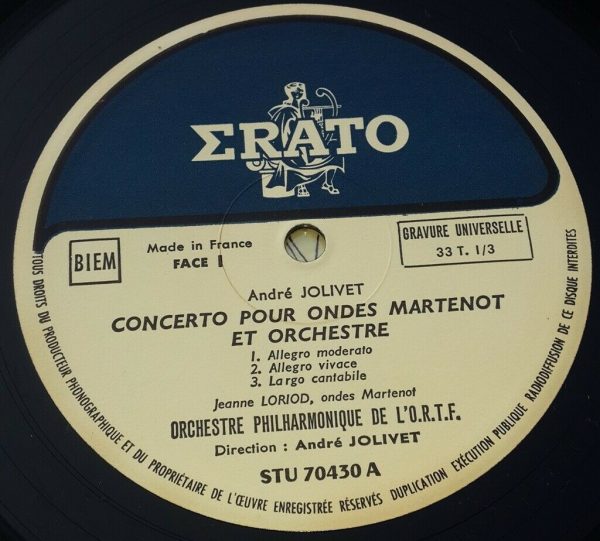 ΣRATO
BIEM
Made in France
FACE 1
GRAVURE UNIVERSELLE
33 T. 1/3
André JOLIVET
CONCERTO POUR ONDES MARTENOT
ET ORCHESTRE
1. Allegro moderato
2. Allegro vivace
3. Largo cantabile
Jeanne LORIOD, ondes Martenot
ORCHESTRE PHILHARMONIQUE DE L'O.R.T.F.
Direction : André JOLIVET
STU 70430 A
TOUS DROITS DU PRODUCTEUR PHONOGRAPHIQUE ET DU PROPRIÉTAIRE DE L'ŒUVRE ENREGISTRÉE RÉSERVÉS DUPLICATION EXÉCUTION PUBLIQUE RADIODIFFUSION DE CE DISQUE INTERDITES